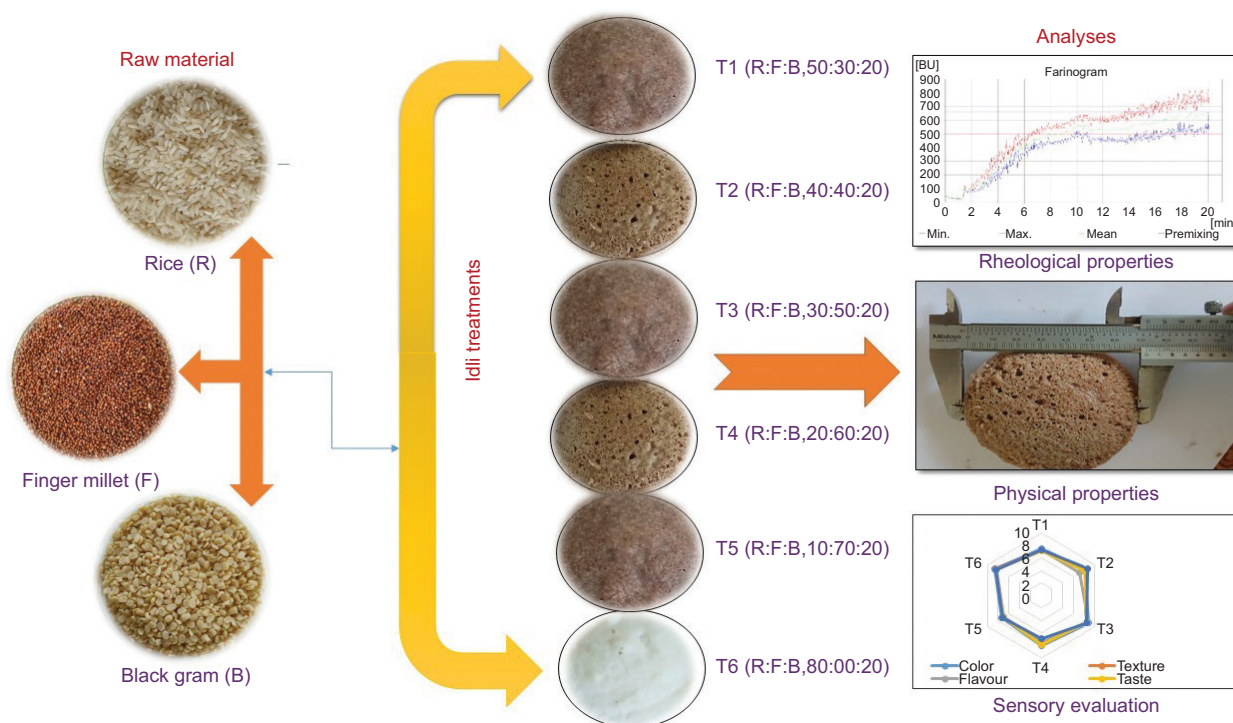 Raw material
Rice (R)
Finger millet (F)
Black gram (B)
Idli treatments
T1 (R:F:B,50:30:20)
T2 (R:F:B,40:40:20)
T3 (R:F:B,30:50:20)
T4 (R:F:B,20:60:20)
T5 (R:F:B,10:70:20)
T6 (R:F:B,80:00:20)
Analyses
[BU]
Farinogram
900
800
700
600
500
400
300
200
100
0
0 2 4 6 8 10 12 14 16 18 20
[min
Min. Max. Mean Premixing
Rheological properties
Mitutoyo
Physical properties
T1
T2
T3
T4
T5
T6
10
8
6
4
2
0
Color Texture
Flavour Taste
Sensory evaluation